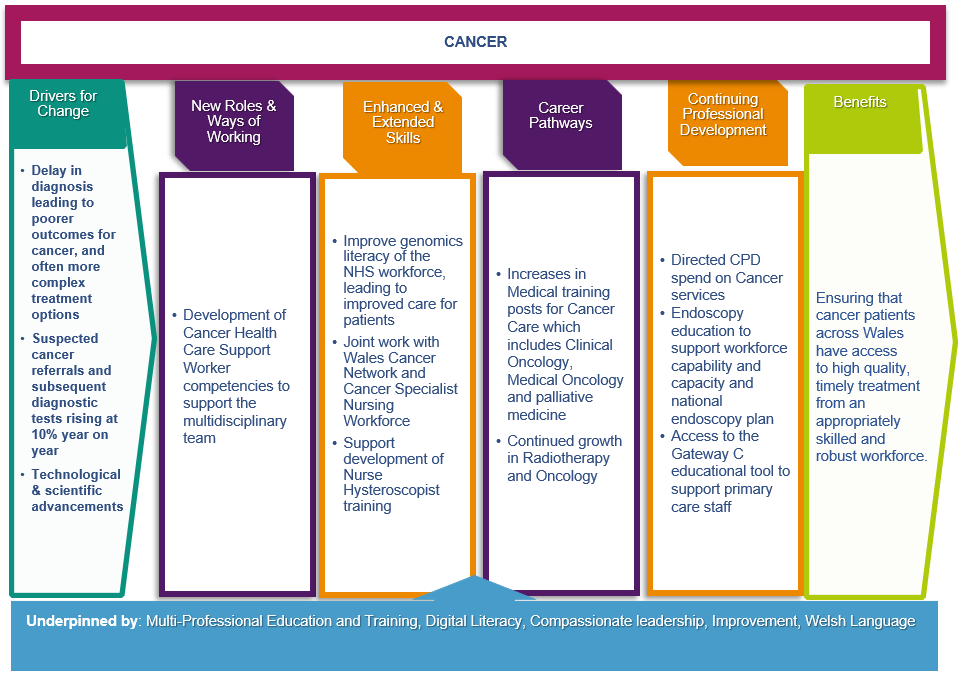 CANCER
Drivers for
Change
• Delay in
diagnosis
leading to
poorer
outcomes for
cancer, and
often more
complex
treatment
options
• Suspected
cancer
referrals and
subsequent
diagnostic
tests rising at
10% year on
year
• Technological
& scientific
advancements
New Roles &
Ways of
Working
• Development of
Cancer Health
Care Support
Worker
competencies to
support the
multidisciplinary
team
Enhanced &
Extended
Skills
• Improve genomics
literacy of the
NHS workforce,
leading to
improved care for
patients
• Joint work with
Wales Cancer
Network and
Cancer Specialist
Nursing
Workforce
• Support
development of
Nurse
Hysteroscopist
training
Career
Pathways
• Increases in
Medical training
posts for Cancer
Care which
includes Clinical
Oncology,
Medical Oncology
and palliative
medicine
• Continued growth
in Radiotherapy
and Oncology
Continuing
Professional
Development
• Directed CPD
spend on Cancer
services
• Endoscopy
education to
support workforce
capability and
capacity and
national
endoscopy plan
• Access to the
Gateway C
educational tool to
support primary
care staff
Benefits
Ensuring that
cancer patients
across Wales
have access
to high quality,
timely treatment
from an
appropriately
skilled and
robust workforce.
Underpinned by: Multi-Professional Education and Training, Digital Literacy, Compassionate leadership, Improvement, Welsh Language